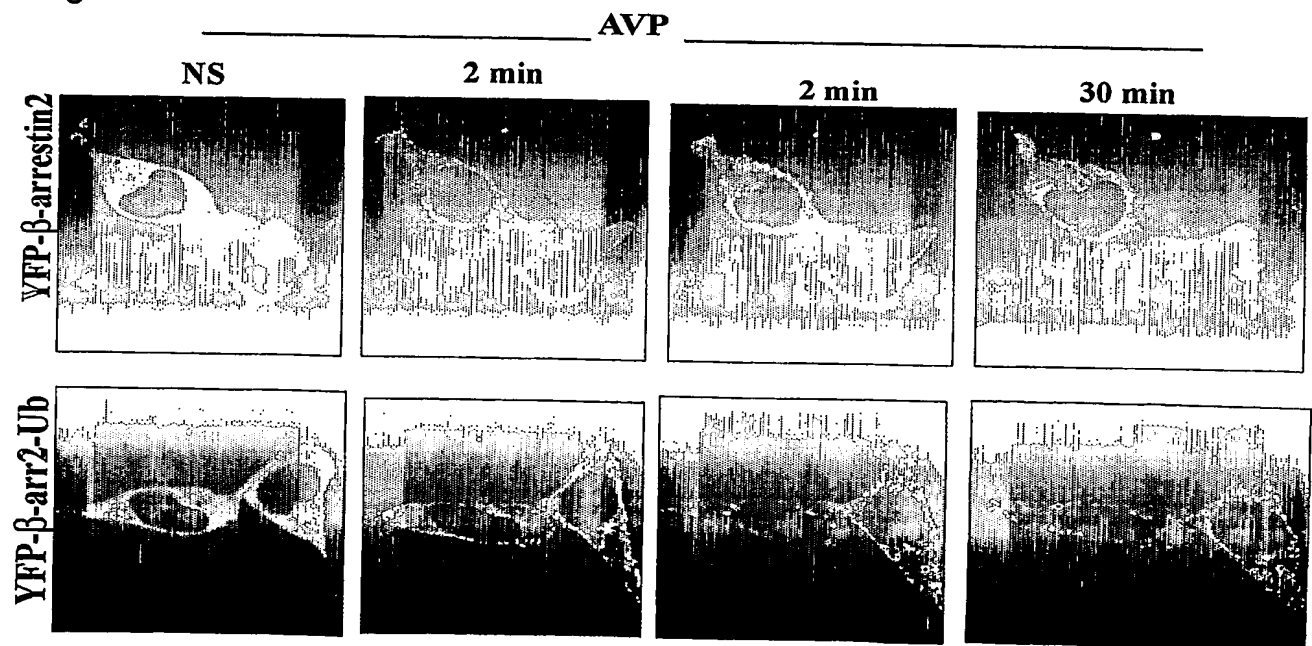 AVP
NS
2 min
2 min
30 min
YFP-β-arrestin2
YFP-β-arr2-Ub